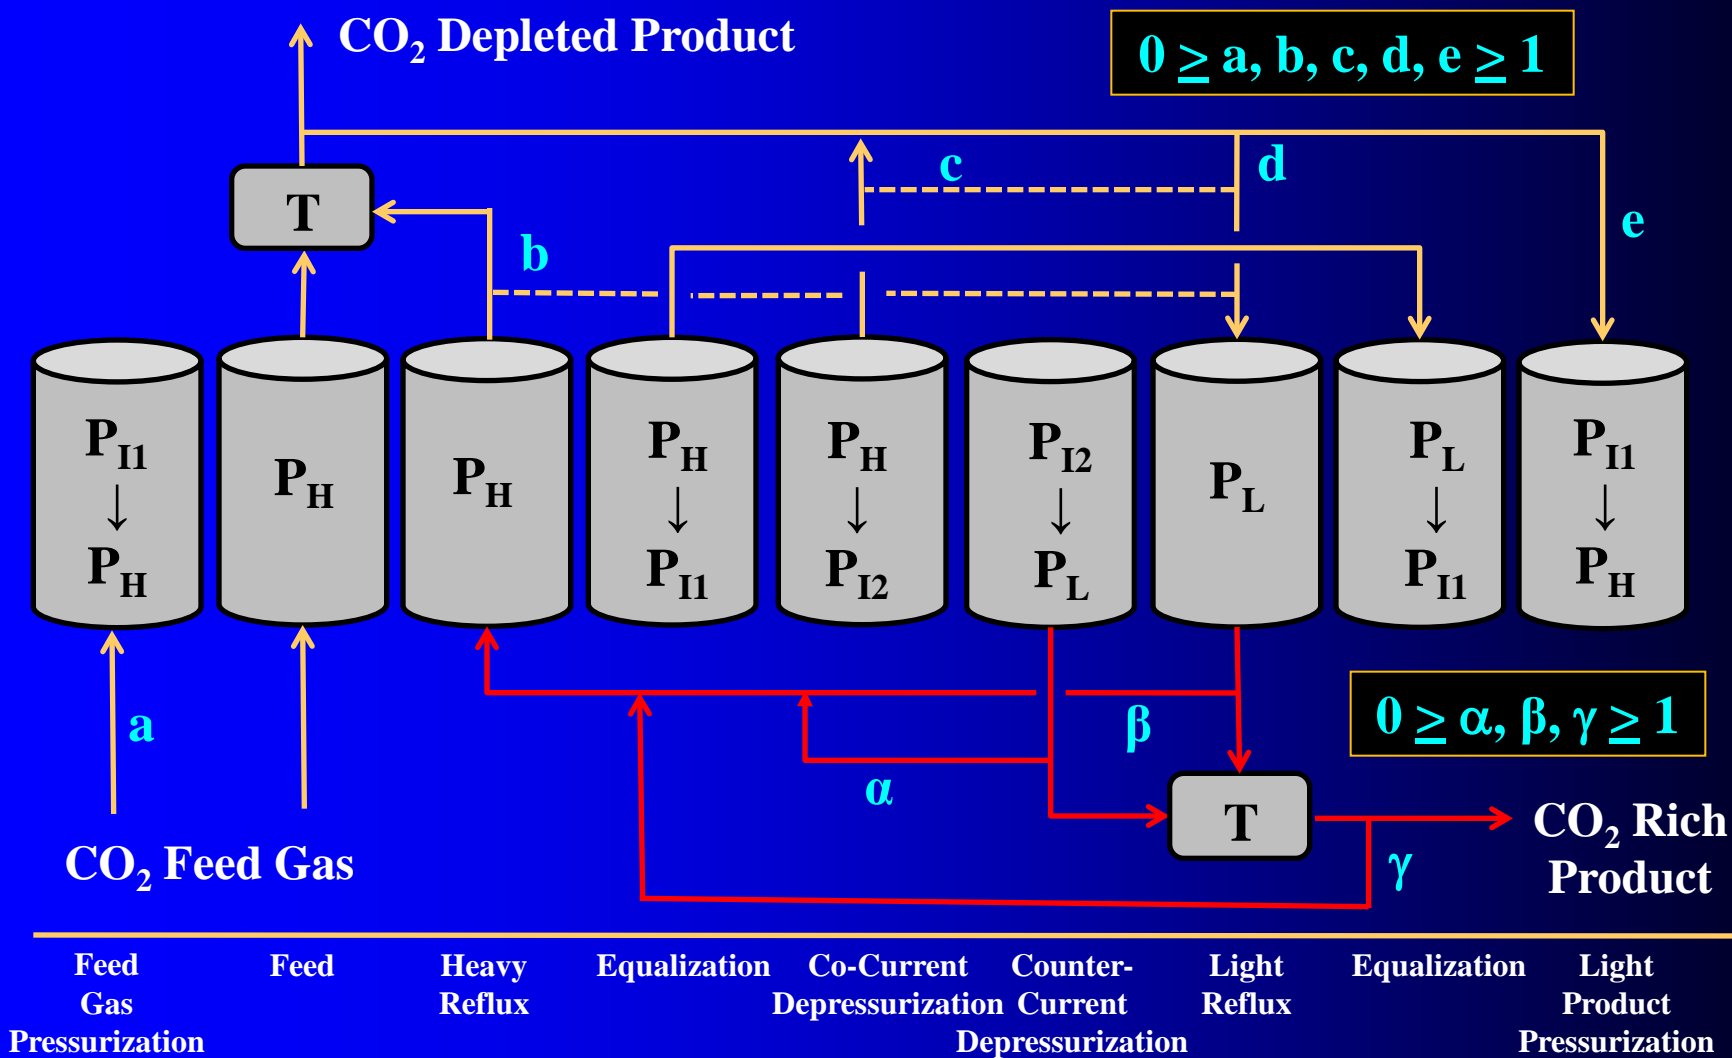 CO2 Depleted Product
0 ≥ a, b, c, d, e ≥ 1
c
d
T
e
b
PI1
↓
PH
PH
PH
PH
↓
PI1
PH
↓
PI2
PI2
↓
PL
PL
PL
↓
PI1
PI1
↓
PH
a
β
0 ≥ α, β, γ ≥ 1
α
T
CO2 Rich
Product
CO2 Feed Gas
γ
Feed
Gas
Pressurization
Feed
Heavy
Reflux
Equalization
Co-Current
Depressurization
Counter-
Current
Depressurization
Light
Reflux
Equalization
Light
Product
Pressurization